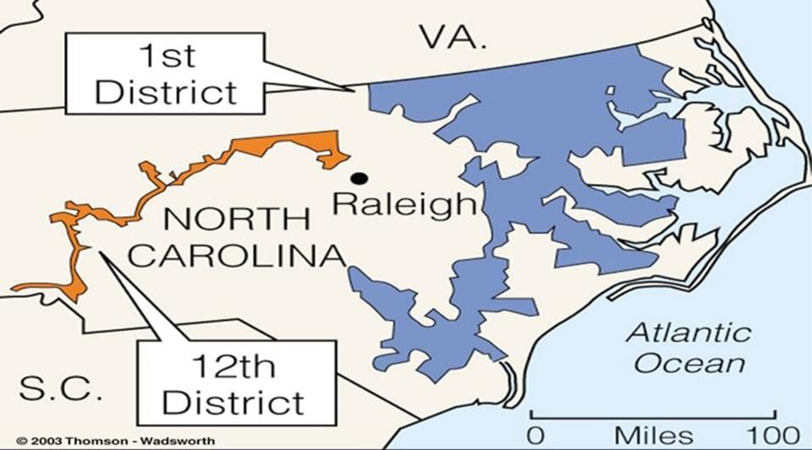 VA.
1st
District
Raleigh
NORTH
CAROLINA
12th
District
S.C.
Atlantic
Ocean
0 Miles 100
© 2003 Thomson - Wadsworth